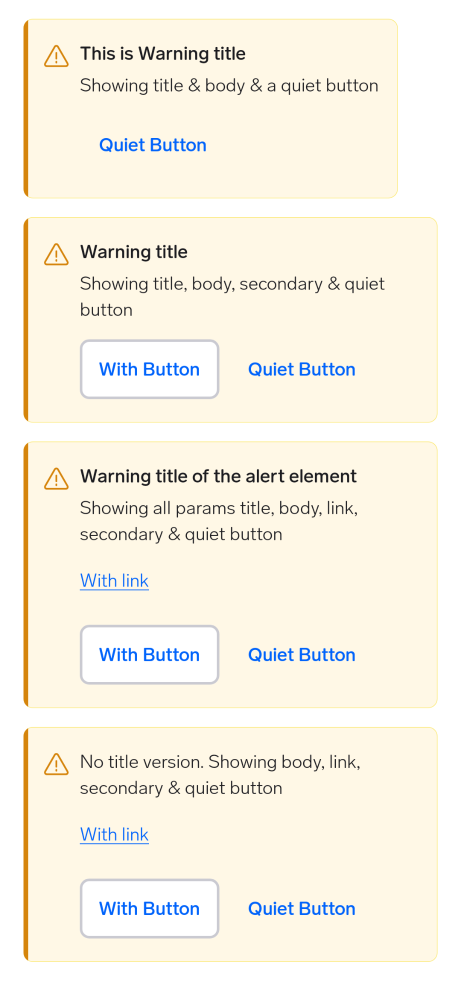 This is Warning title
Showing title & body & a quiet button
Quiet Button
Warning title
Showing title, body, secondary & quiet
button
With Button
Quiet Button
Warning title of the alert element
Showing all params title, body, link,
secondary & quiet button
With link
With Button
Quiet Button
No title version. Showing body, link,
secondary & quiet button
With link
With Button
Quiet Button